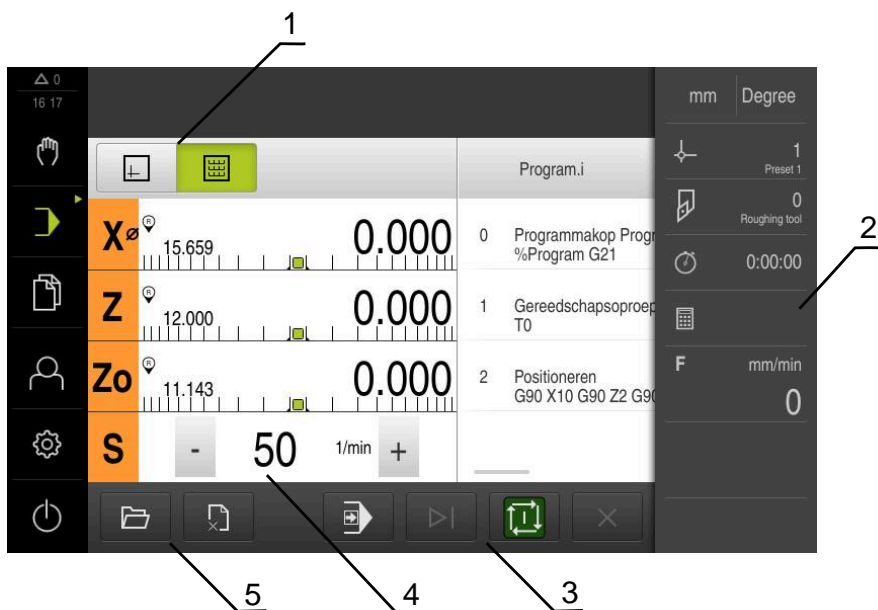 1
0
16 17
mm Degree
Program.i
1
Preset 1
0
Roughing tool
2
0:00:00
X⌀ R 15.659 0.000
0 Programmakop Progr
%Program G21
Z R 12.000 0.000
1 Gereedschapsoproep
T0
Zo R 11.143 0.000
2 Positioneren
G90 X10 G90 Z2 G90
F mm/min
0
S - 50 1/min +
5
4
3